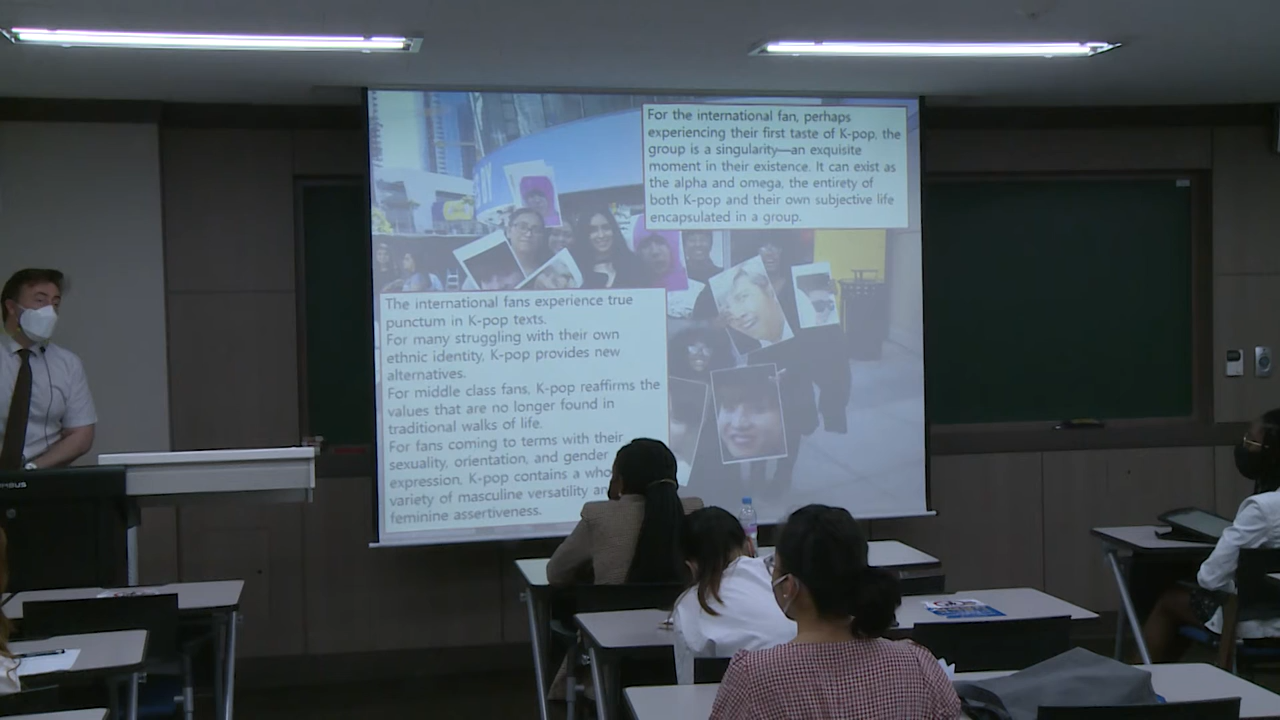 For the international fan, perhaps
experiencing their first taste of K-pop, the
group is a singularity—an exquisite
moment in their existence. It can exist as
the alpha and omega, the entirety of
both K-pop and their own subjective life
encapsulated in a group.
The international fans experience true
punctum in K-pop texts.
For many struggling with their own
ethnic identity, K-pop provides new
alternatives.
For middle class fans, K-pop reaffirms the
values that are no longer found in
traditional walks of life.
For fans coming to terms with their
sexuality, orientation, and gender
expression, K-pop contains a who
variety of masculine versatility an
feminine assertiveness.